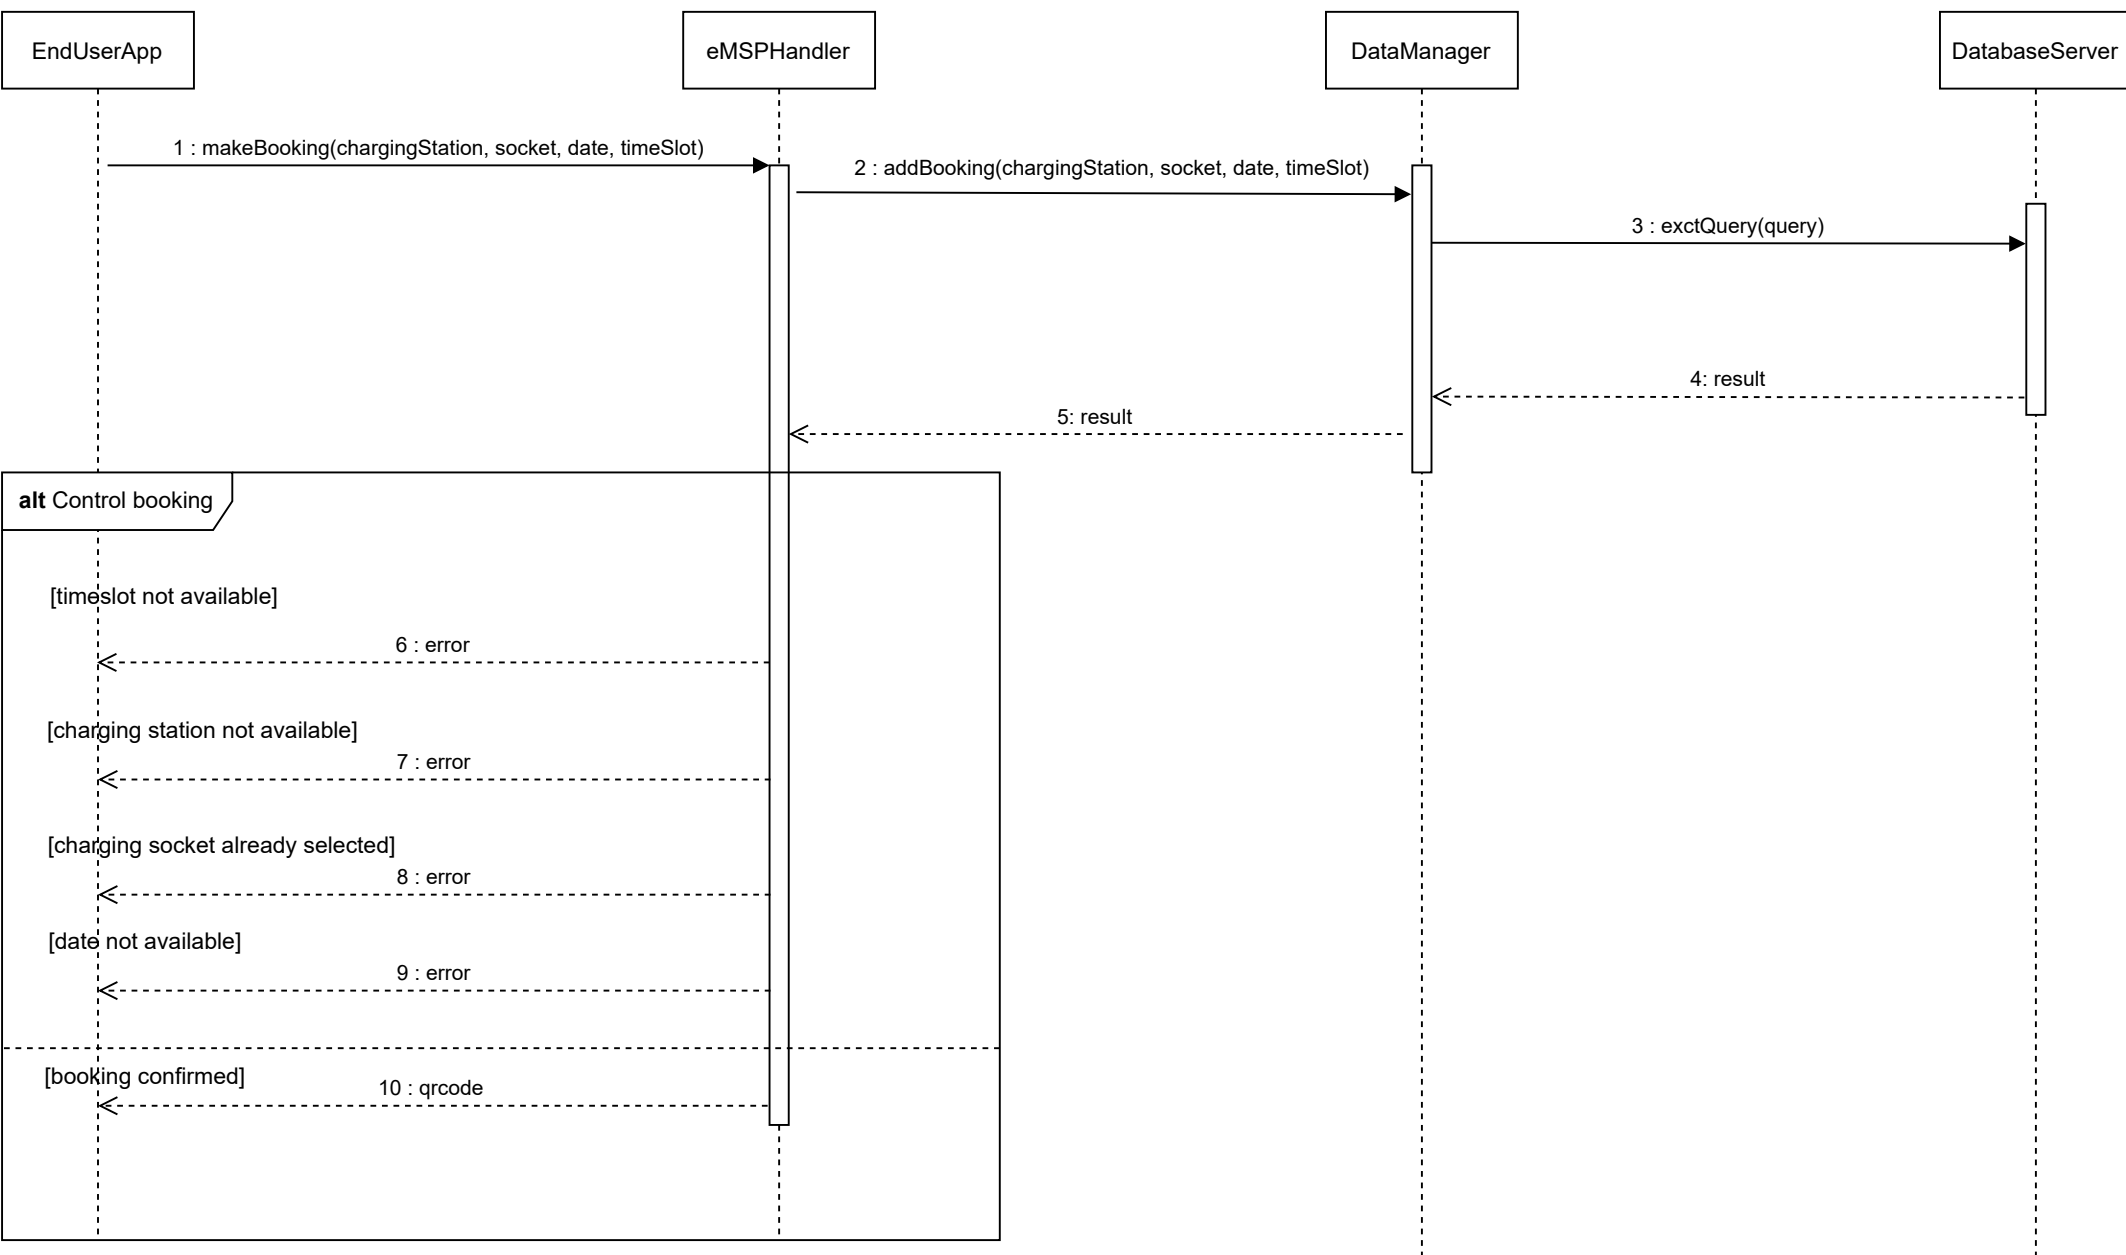 EndUserApp
eMSPHandler
DataManager
DatabaseServer
1 : makeBooking(chargingStation, socket, date, timeSlot)
2 : addBooking(chargingStation, socket, date, timeSlot)
3 : exctQuery(query)
4: result
5: result
alt Control booking
[timeslot not available]
6 : error
[charging station not available]
7 : error
[charging socket already selected]
8 : error
[date not available]
9 : error
[booking confirmed]
10 : qrcode